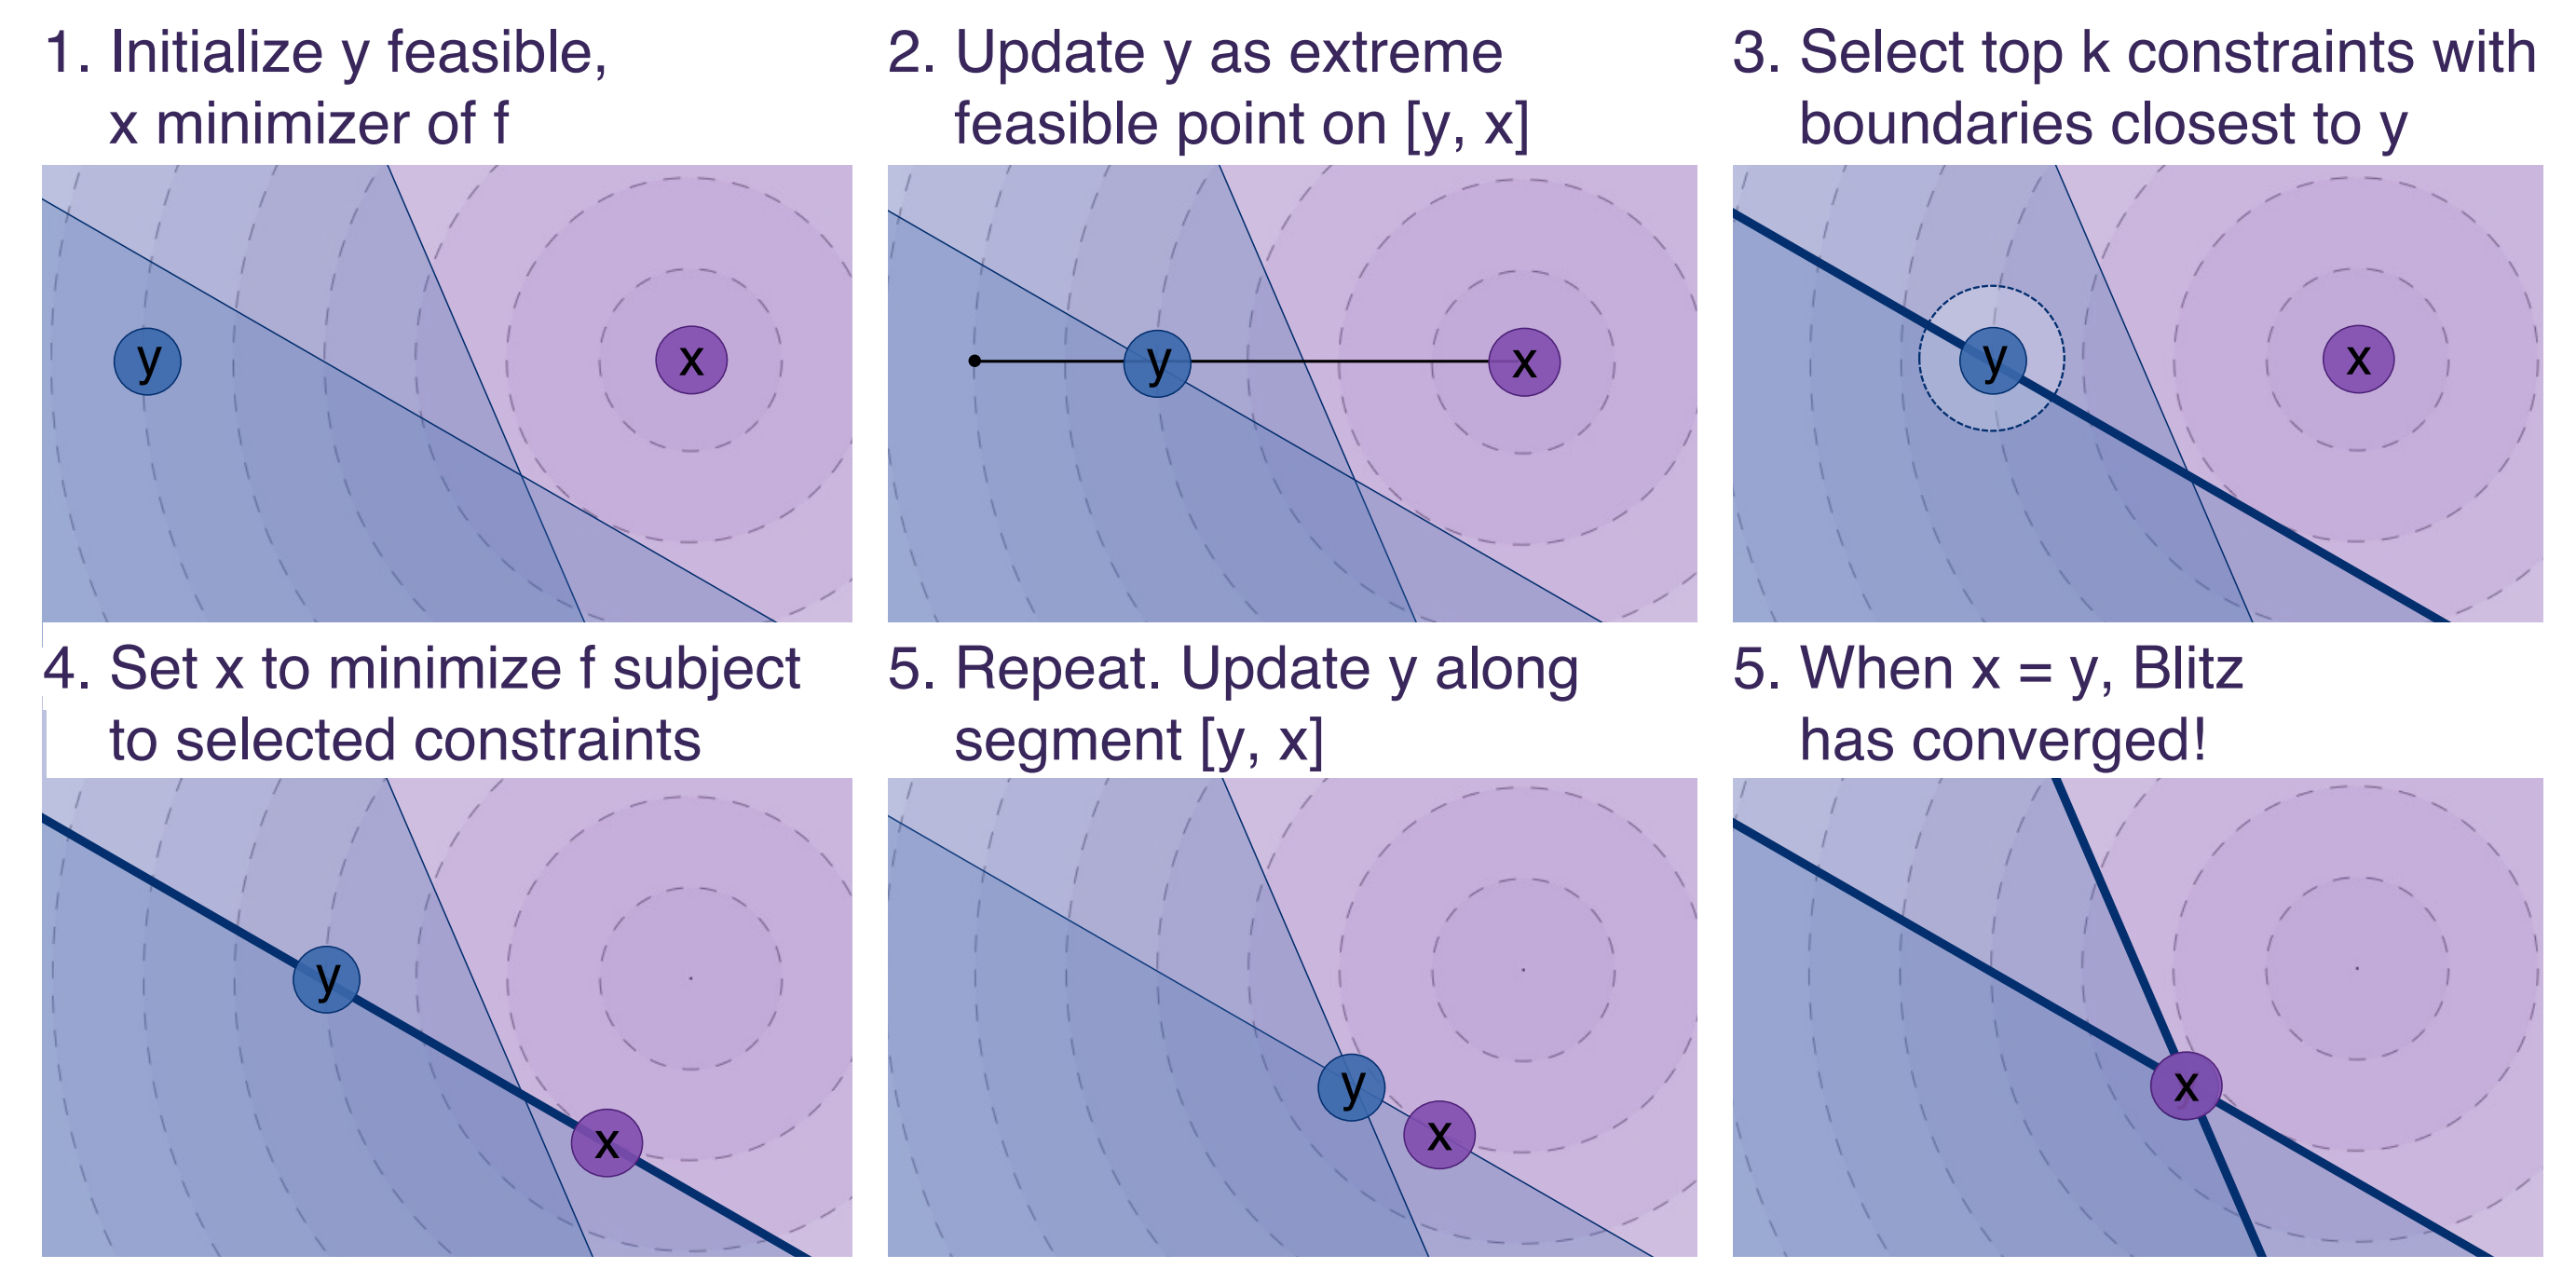 1. Initialize y feasible,
x minimizer of f
y
x
2. Update y as extreme
feasible point on [y, x]
y
x
3. Select top k constraints with
boundaries closest to y
y
x
4. Set x to minimize f subject
to selected constraints
y
x
5. Repeat. Update y along
segment [y, x]
y
x
5. When x = y, Blitz
has converged!
x